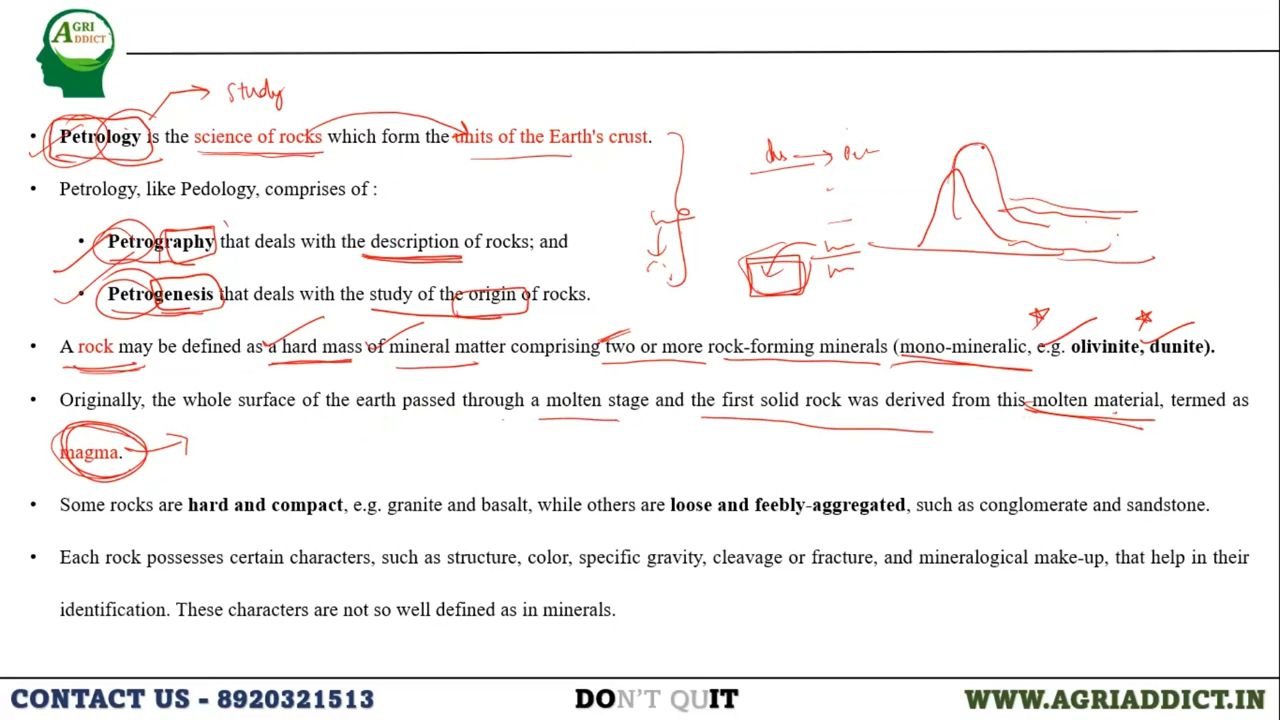 AGRI
ADDICT
study
• Petrology is the science of rocks which form the units of the Earth's crust.
• Petrology, like Pedology, comprises of :
• Petrography that deals with the description of rocks; and
• Petrogenesis that deals with the study of the origin of rocks.
• A rock may be defined as a hard mass of mineral matter comprising two or more rock-forming minerals (mono-mineralic, e.g. olivinite, dunite).
• Originally, the whole surface of the earth passed through a molten stage and the first solid rock was derived from this molten material, termed as
magma.
• Some rocks are hard and compact, e.g. granite and basalt, while others are loose and feebly-aggregated, such as conglomerate and sandstone.
• Each rock possesses certain characters, such as structure, color, specific gravity, cleavage or fracture, and mineralogical make-up, that help in their
identification. These characters are not so well defined as in minerals.
CONTACT US - 8920321513
DON'T QUIT
WWW.AGRIADDICT.IN